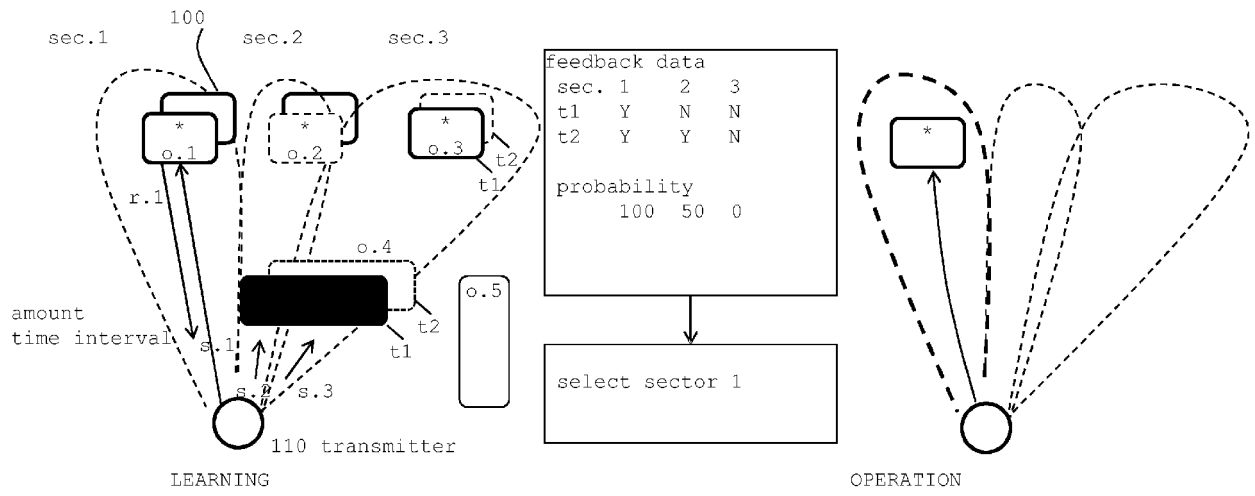 100
sec.1 sec.2 sec.3
* * *
o.1 o.2 o.3
t2
t1
r.1
o.4
o.5
t2
t1
amount
time interval
s.1
s.2 s.3
110 transmitter
LEARNING
feedback data
sec. 1 2 3
t1 Y N N
t2 Y Y N
probability
100 50 0
select sector 1
*
OPERATION